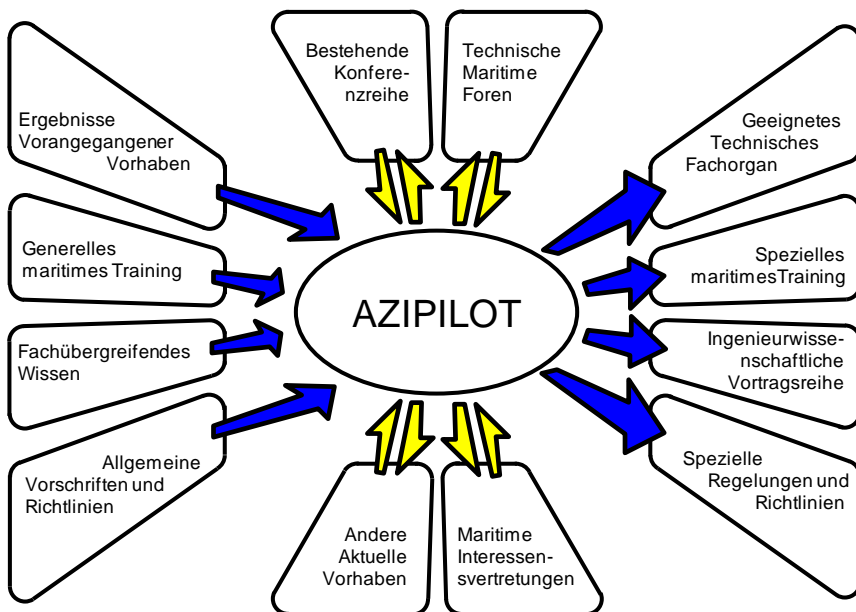 Bestehende
Konfere-
nzreihe
Technische
Maritime
Foren
Ergebnisse
Vorangegangener
Vorhaben
Geeignetes
Technisches
Fachorgan
Generelles
maritimes Training
Spezielles
maritimesTraining
AZIPILOT
Fachübergreifendes
Wissen
Ingenieurwisse-
nschaftliche
Vortragsreihe
Allgemeine
Vorschriften und
Richtlinien
Spezielle
Regelungen und
Richtlinien
Andere
Aktuelle
Vorhaben
Maritime
Interessen-
svertretungen